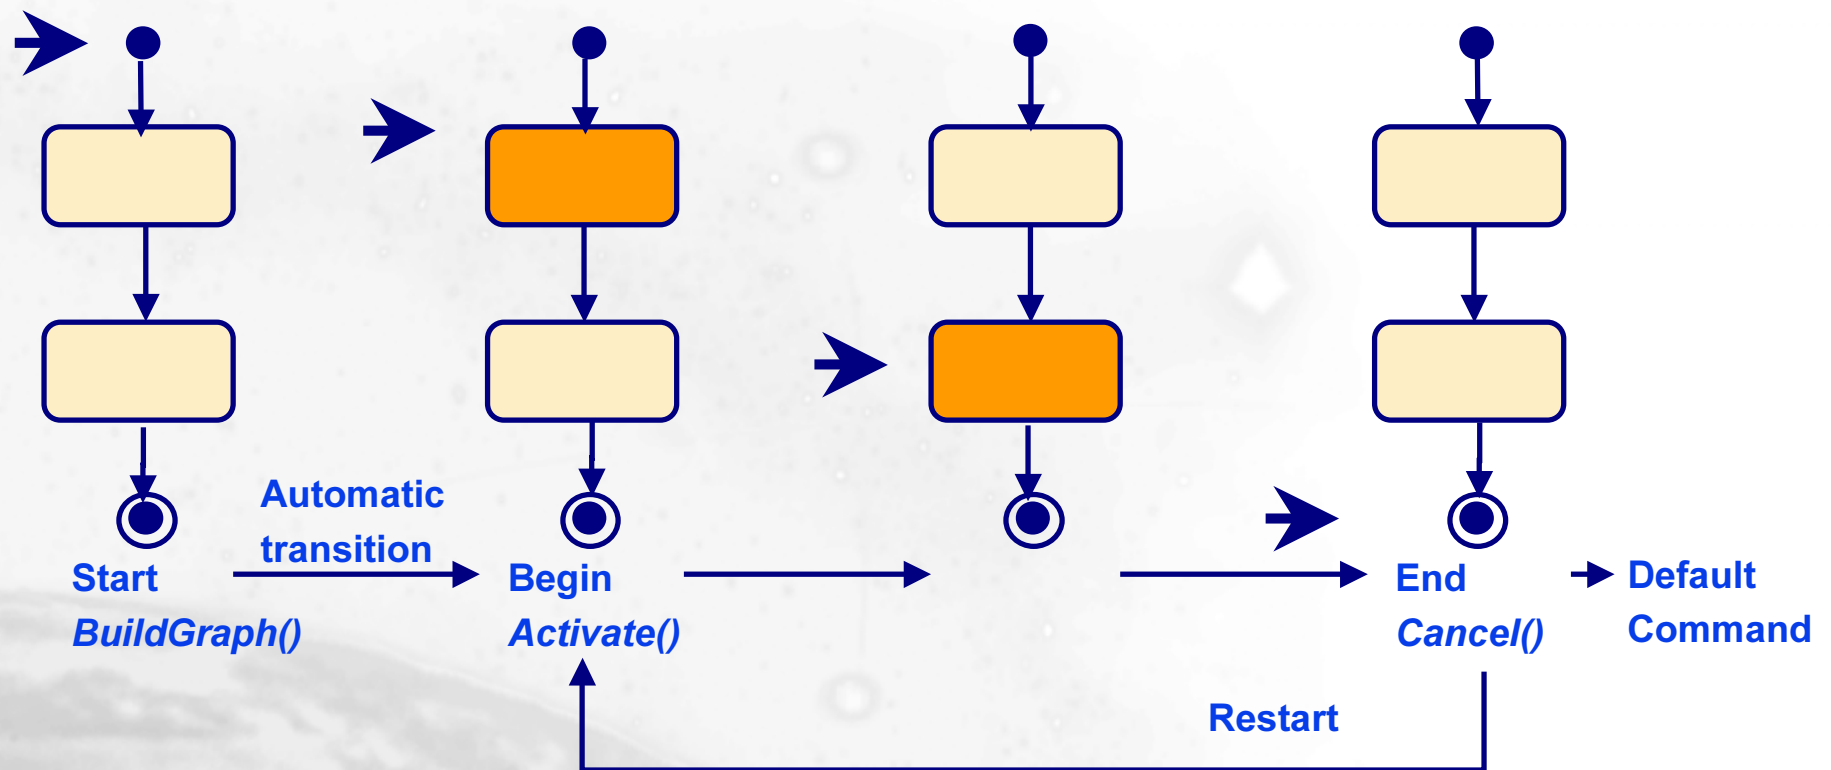 Automatic
transition
Start
BuildGraph()
Begin
Activate()
End
Cancel()
Default
Command
Restart